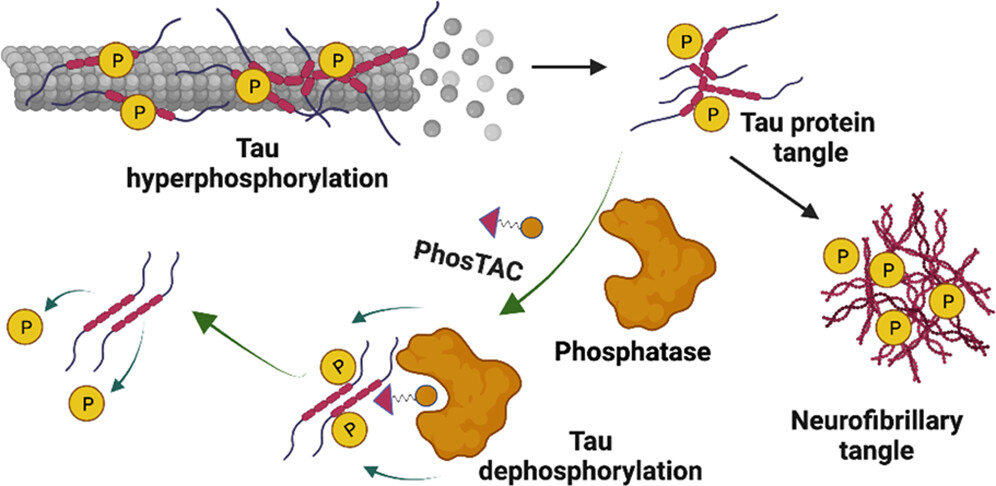 P
P
P
P
Tau
hyperphosphorylation
P
P
Tau protein
tangle
PhosTAC
Phosphatase
P
P
P
P
Neurofibrillary
tangle
P
P
Tau
dephosphorylation
P
P